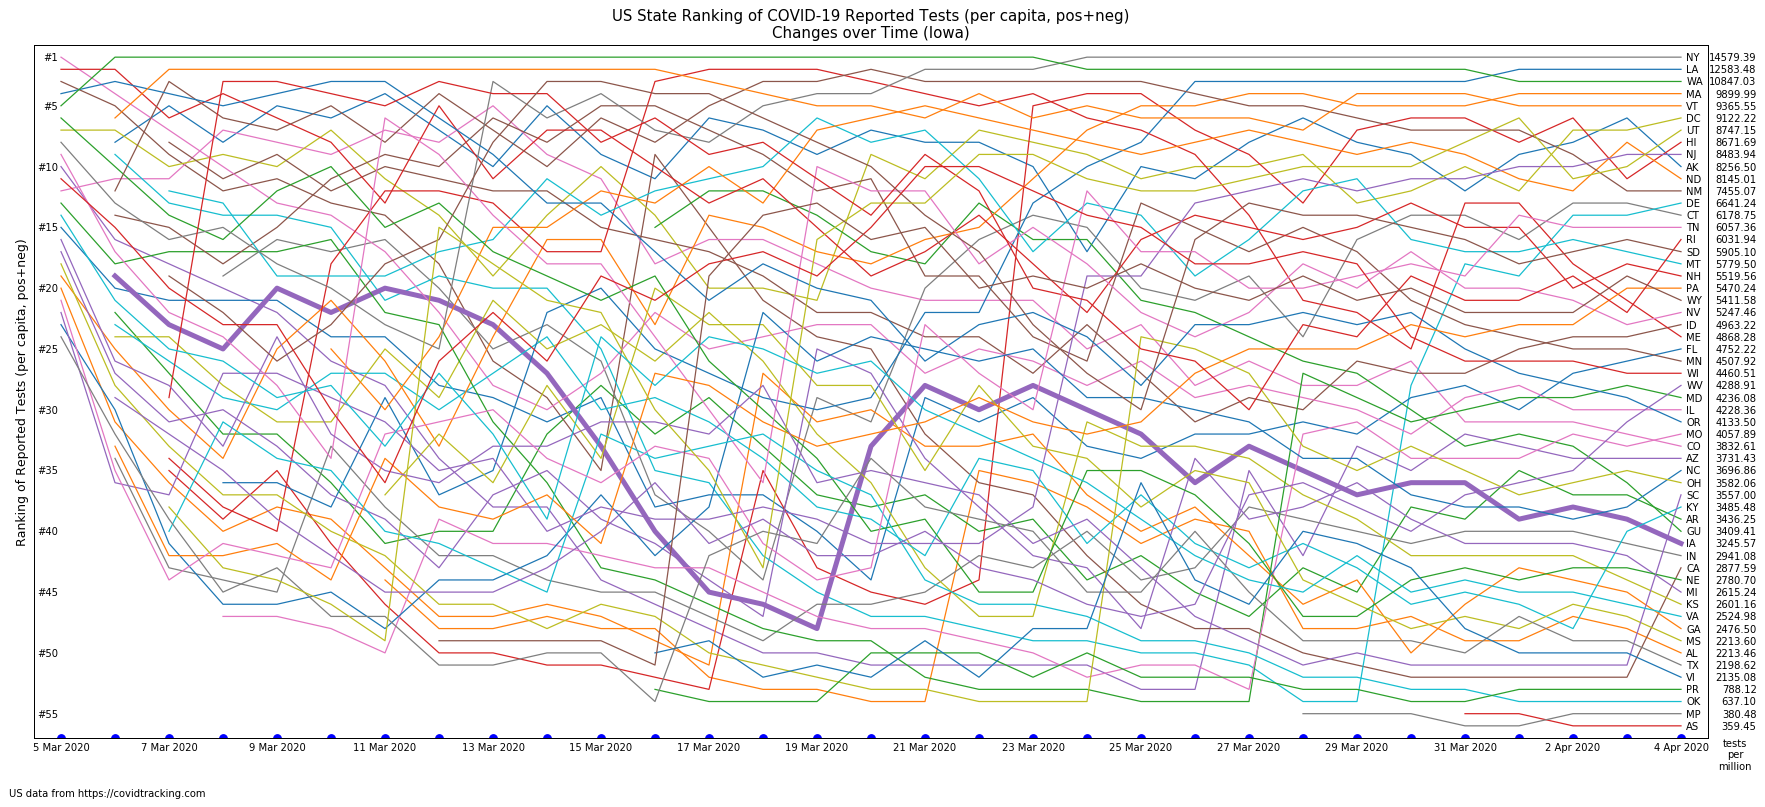 US State Ranking of COVID-19 Reported Tests (per capita, pos+neg)
Changes over Time (Iowa)
Ranking of Reported Tests (per capita, pos+neg)
#1
#5
#10
#15
#20
#25
#30
#35
#40
#45
#50
#55
NY 14579.39
LA 12583.48
WA 10847.03
MA 9899.99
VT 9365.55
DC 9122.22
UT 8747.15
HI 8671.69
NJ 8483.94
AK 8256.50
ND 8145.01
NM 7455.07
DE 6641.24
CT 6178.75
TN 6057.36
RI 6031.94
SD 5905.10
MT 5779.50
NH 5519.56
PA 5470.24
WY 5411.58
NV 5247.46
ID 4963.22
ME 4868.28
FL 4752.22
MN 4507.92
WI 4460.51
WV 4288.91
MD 4236.08
IL 4228.36
OR 4133.50
MO 4057.89
CO 3832.61
AZ 3731.43
NC 3696.86
OH 3582.06
SC 3557.00
KY 3485.48
AR 3436.25
GU 3409.41
IA 3245.57
IN 2941.08
CA 2877.59
NE 2780.70
MI 2615.24
KS 2601.16
VA 2524.98
GA 2476.50
MS 2213.60
AL 2213.46
TX 2198.62
VI 2135.08
PR 788.12
OK 637.10
MP 380.48
AS 359.45
5 Mar 2020 7 Mar 2020 9 Mar 2020 11 Mar 2020 13 Mar 2020 15 Mar 2020 17 Mar 2020 19 Mar 2020 21 Mar 2020 23 Mar 2020 25 Mar 2020 27 Mar 2020 29 Mar 2020 31 Mar 2020 2 Apr 2020 4 Apr 2020
tests
per
million
US data from https://covidtracking.com